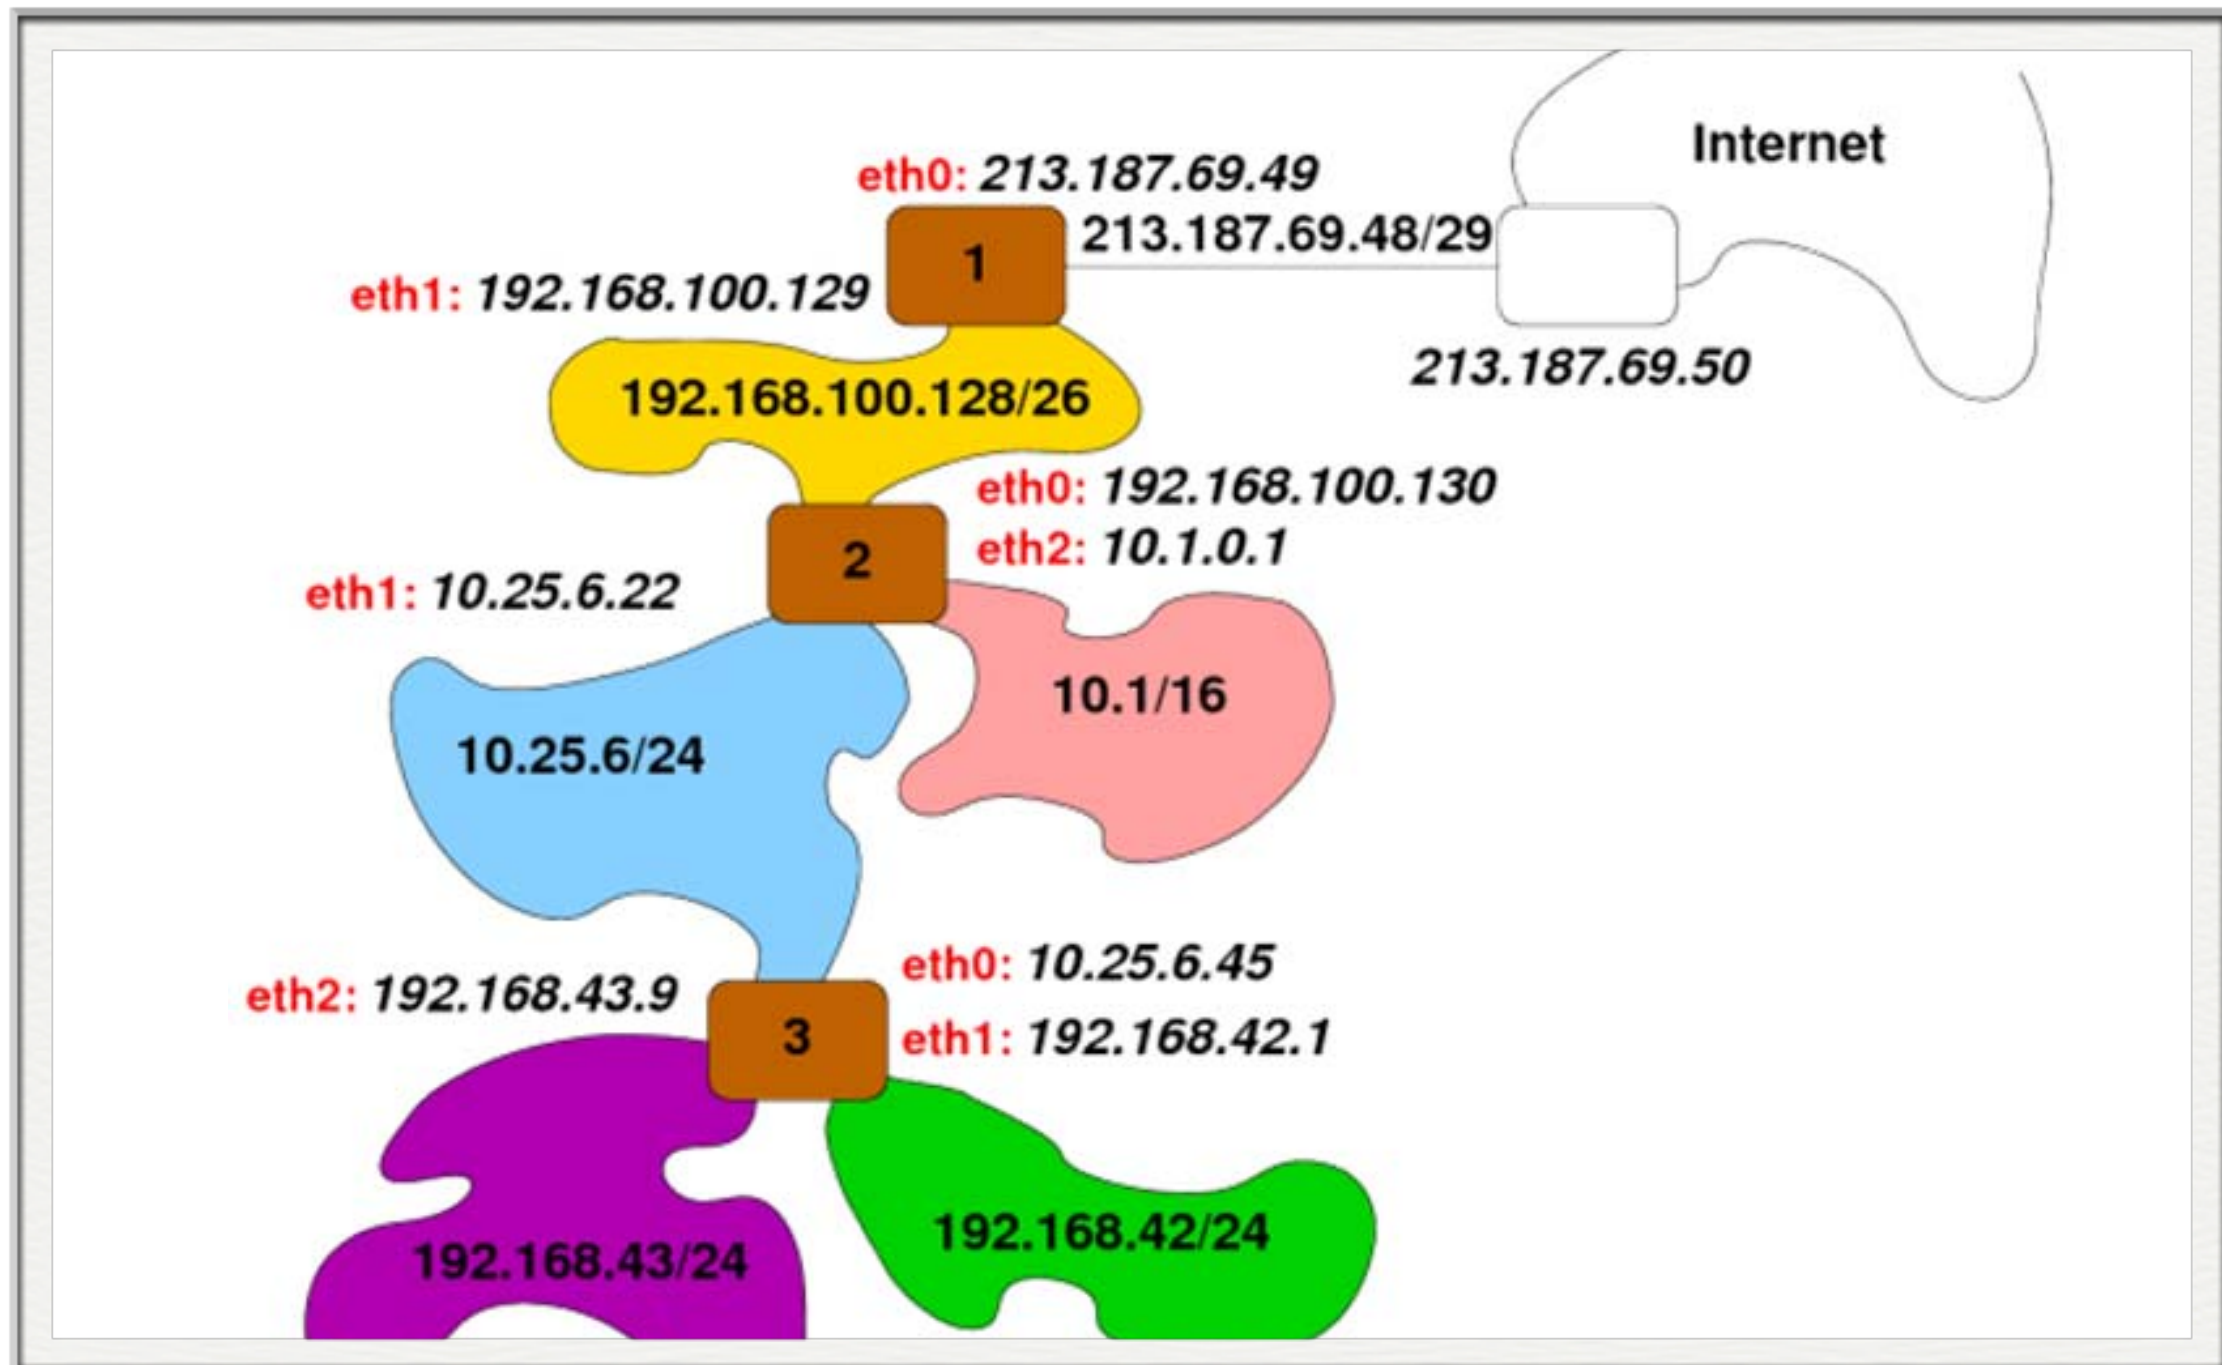 Internet
eth0: 213.187.69.49
213.187.69.48/29
1
eth1: 192.168.100.129
213.187.69.50
192.168.100.128/26
eth0: 192.168.100.130
2
eth2: 10.1.0.1
eth1: 10.25.6.22
10.1/16
10.25.6/24
eth0: 10.25.6.45
eth2: 192.168.43.9
3
eth1: 192.168.42.1
192.168.42/24
192.168.43/24